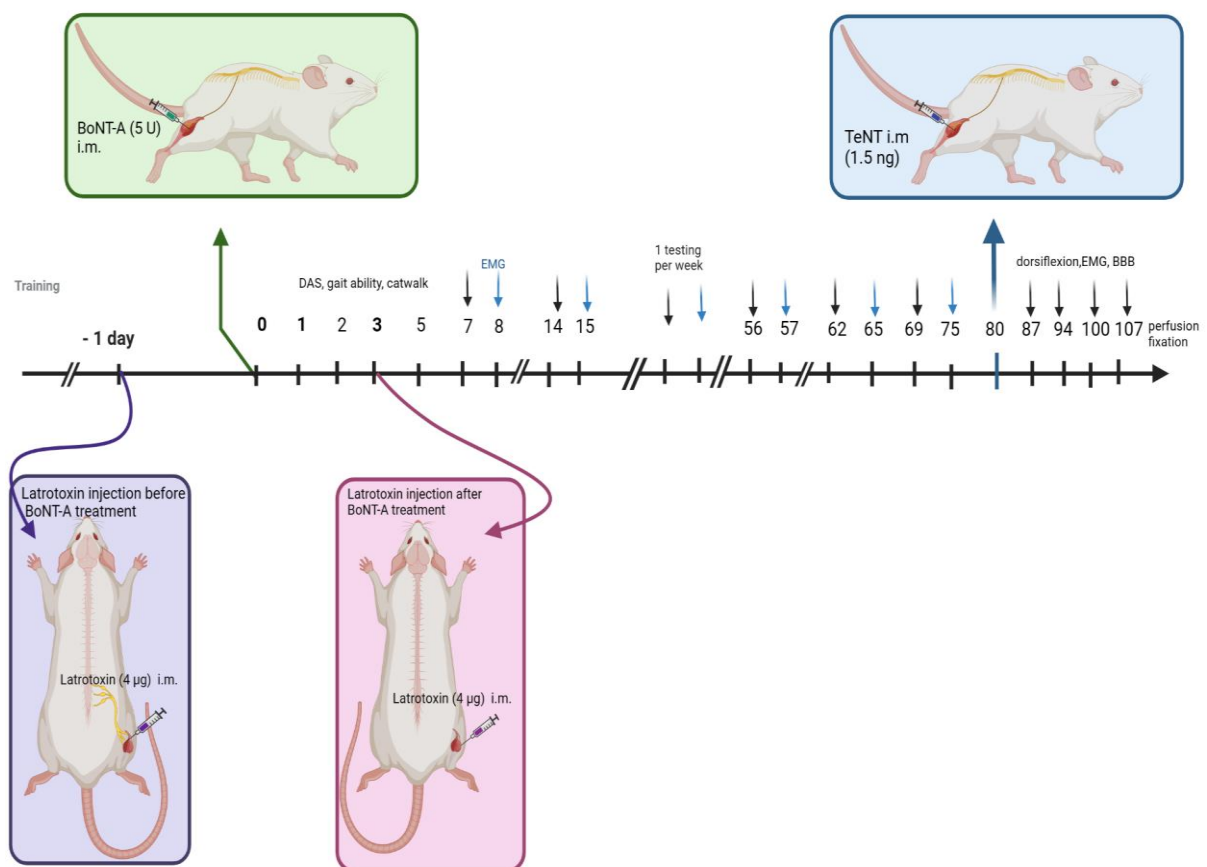 BoNT-A (5 U)
i.m.
TeNT i.m
(1.5 ng)
Training
- 1 day
DAS, gait ability, catwalk
EMG
1 testing
per week
dorsiflexion,EMG, BBB
0 1 2 3 5 7 8 14 15 56 57 62 65 69 75 80 87 94 100 107
perfusion
fixation
Latrotoxin injection before
BoNT-A treatment
Latrotoxin (4 µg) i.m.
Latrotoxin injection after
BoNT-A treatment
Latrotoxin (4 µg) i.m.